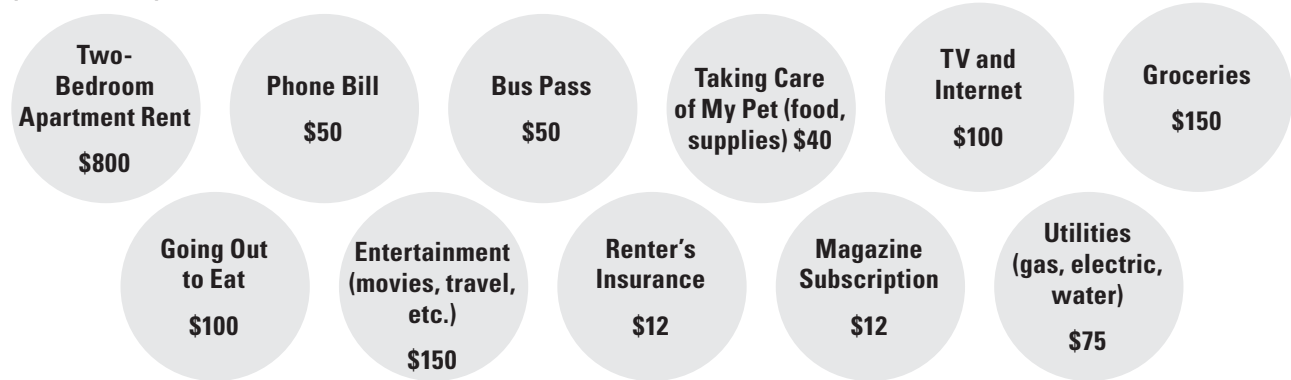 Two-
Bedroom
Apartment Rent
$800
Phone Bill
$50
Bus Pass
$50
Taking Care
of My Pet (food,
supplies) $40
TV and
Internet
$100
Groceries
$150
Going Out
to Eat
$100
Entertainment
(movies, travel,
etc.)
$150
Renter's
Insurance
$12
Magazine
Subscription
$12
Utilities
(gas, electric,
water)
$75